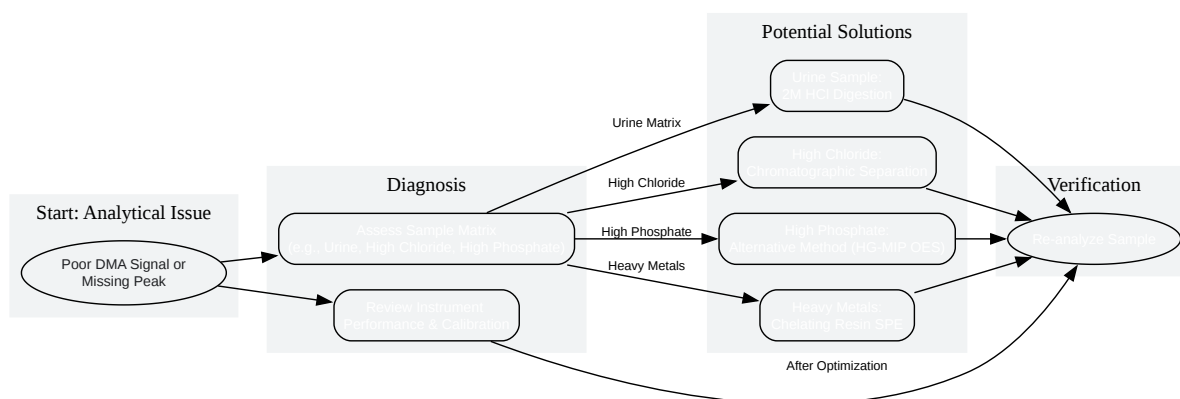 Start: Analytical Issue
Poor DMA Signal or
Missing Peak
Diagnosis
Assess Sample Matrix
(e.g., Urine, High Chloride, High Phosphate)
Review Instrument
Performance & Calibration
Urine Matrix
High Chloride
High Phosphate
Heavy Metals
Potential Solutions
Urine Sample:
2M HCl Digestion
High Chloride:
Chromatographic Separation
High Phosphate:
Alternative Method (HG-MIP OES)
Heavy Metals:
Chelating Resin SPE
After Optimization
Verification
Re-analyze Sample